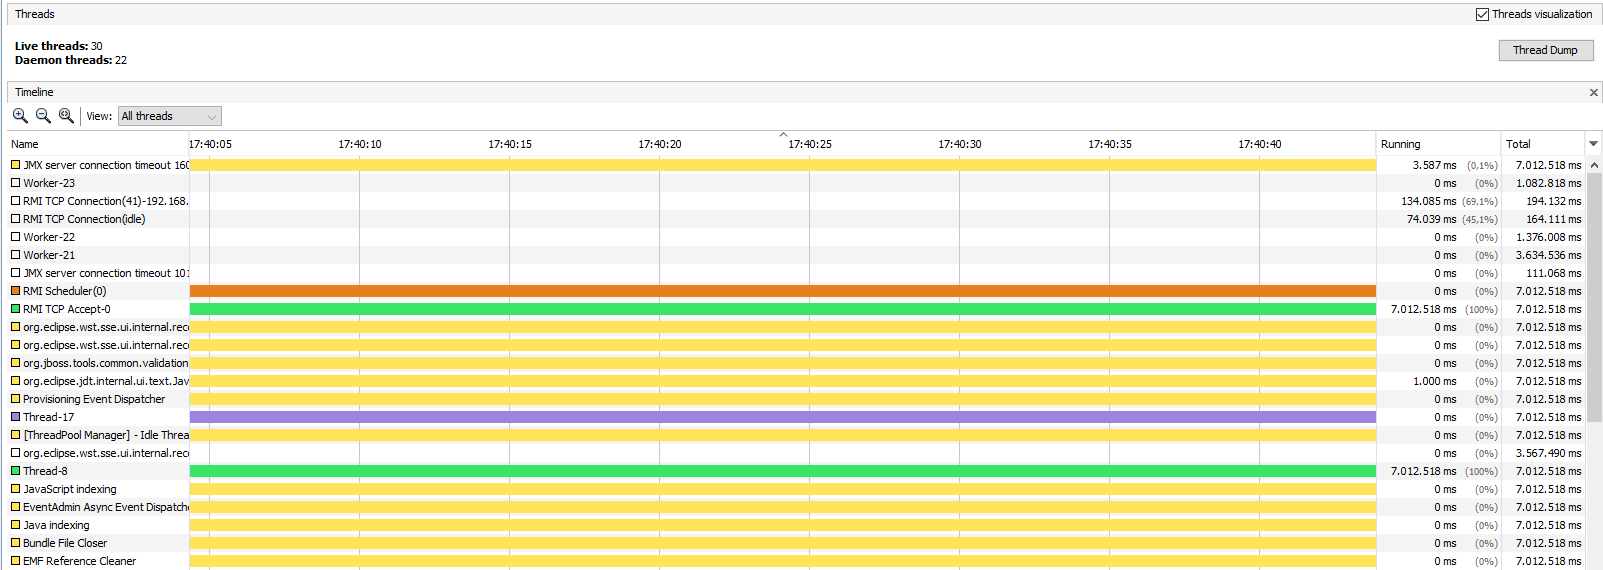 Threads
Threads visualization
Live threads: 30
Daemon threads: 22
Thread Dump
Timeline
View: All threads
Name 17:40:05 17:40:10 17:40:15 17:40:20 17:40:25 17:40:30 17:40:35 17:40:40 Running Total
JMX server connection timeout 160 3.587 ms (0,1%) 7.012.518 ms
Worker-23 0 ms (0%) 1.082.818 ms
RMI TCP Connection(41)-192.168. 134.085 ms (69,1%) 194.132 ms
RMI TCP Connection(idle) 74.039 ms (45,1%) 164.111 ms
Worker-22 0 ms (0%) 1.376.008 ms
Worker-21 0 ms (0%) 3.634.536 ms
JMX server connection timeout 101 0 ms (0%) 111.068 ms
RMI Scheduler(0) 0 ms (0%) 7.012.518 ms
RMI TCP Accept-0 7.012.518 ms (100%) 7.012.518 ms
org.eclipse.wst.sse.ui.internal.reco 0 ms (0%) 7.012.518 ms
org.eclipse.wst.sse.ui.internal.reco 0 ms (0%) 7.012.518 ms
org.jboss.tools.common.validation 0 ms (0%) 7.012.518 ms
org.eclipse.jdt.internal.ui.text.Jav 1.000 ms (0%) 7.012.518 ms
Provisioning Event Dispatcher 0 ms (0%) 7.012.518 ms
Thread-17 0 ms (0%) 7.012.518 ms
[ThreadPool Manager] - Idle Threa 0 ms (0%) 7.012.518 ms
org.eclipse.wst.sse.ui.internal.reco 0 ms (0%) 3.567.490 ms
Thread-8 7.012.518 ms (100%) 7.012.518 ms
JavaScript indexing 0 ms (0%) 7.012.518 ms
EventAdmin Async Event Dispatche 0 ms (0%) 7.012.518 ms
Java indexing 0 ms (0%) 7.012.518 ms
Bundle File Closer 0 ms (0%) 7.012.518 ms
EMF Reference Cleaner 0 ms (0%) 7.012.518 ms